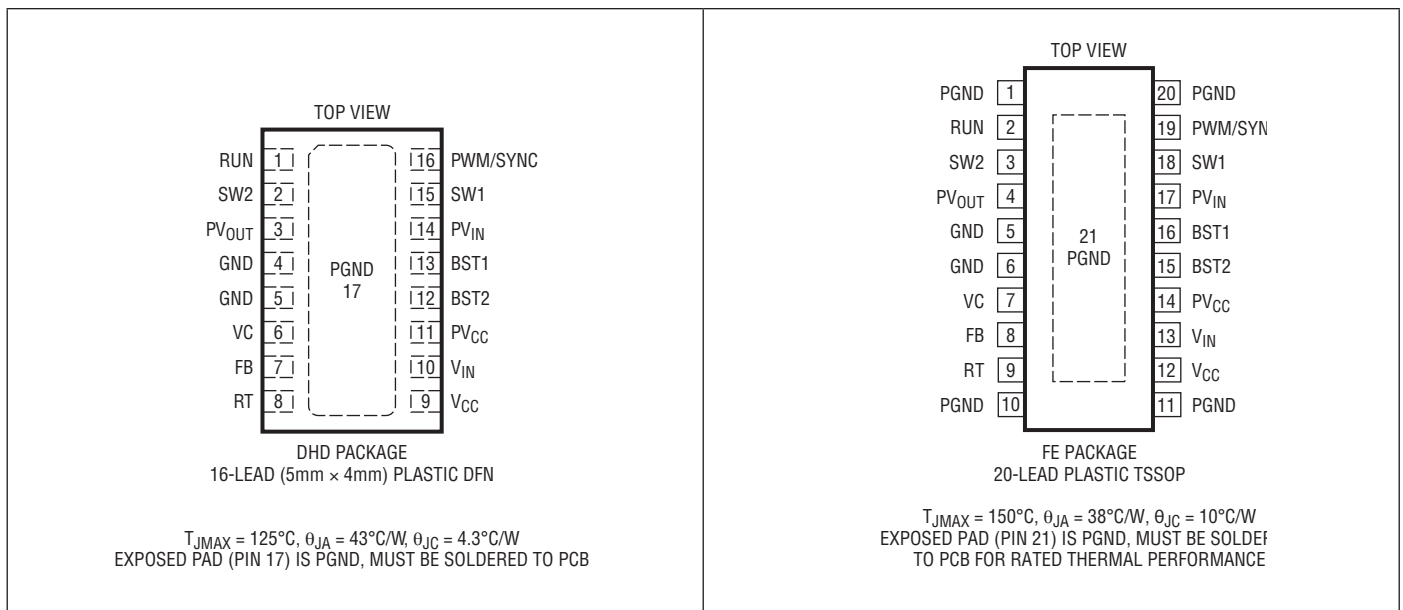 TOP VIEW
RUN 1 16 PWM/SYNC
SW2 2 15 SW1
PVOUT 3 14 PVIN
GND 4 13 BST1
GND 5 12 BST2
VC 6 11 PVCC
FB 7 10 VIN
RT 8 9 VCC
PGND
17
DHD PACKAGE
16-LEAD (5mm × 4mm) PLASTIC DFN
TJMAX = 125°C, θJA = 43°C/W, θJC = 4.3°C/W
EXPOSED PAD (PIN 17) IS PGND, MUST BE SOLDERED TO PCB
TOP VIEW
PGND 1 20 PGND
RUN 2 19 PWM/SYN
SW2 3 18 SW1
PVOUT 4 17 PVIN
GND 5 16 BST1
GND 6 15 BST2
VC 7 14 PVCC
FB 8 13 VIN
RT 9 12 VCC
PGND 10 11 PGND
21
PGND
FE PACKAGE
20-LEAD PLASTIC TSSOP
TJMAX = 150°C, θJA = 38°C/W, θJC = 10°C/W
EXPOSED PAD (PIN 21) IS PGND, MUST BE SOLDE
TO PCB FOR RATED THERMAL PERFORMANCE